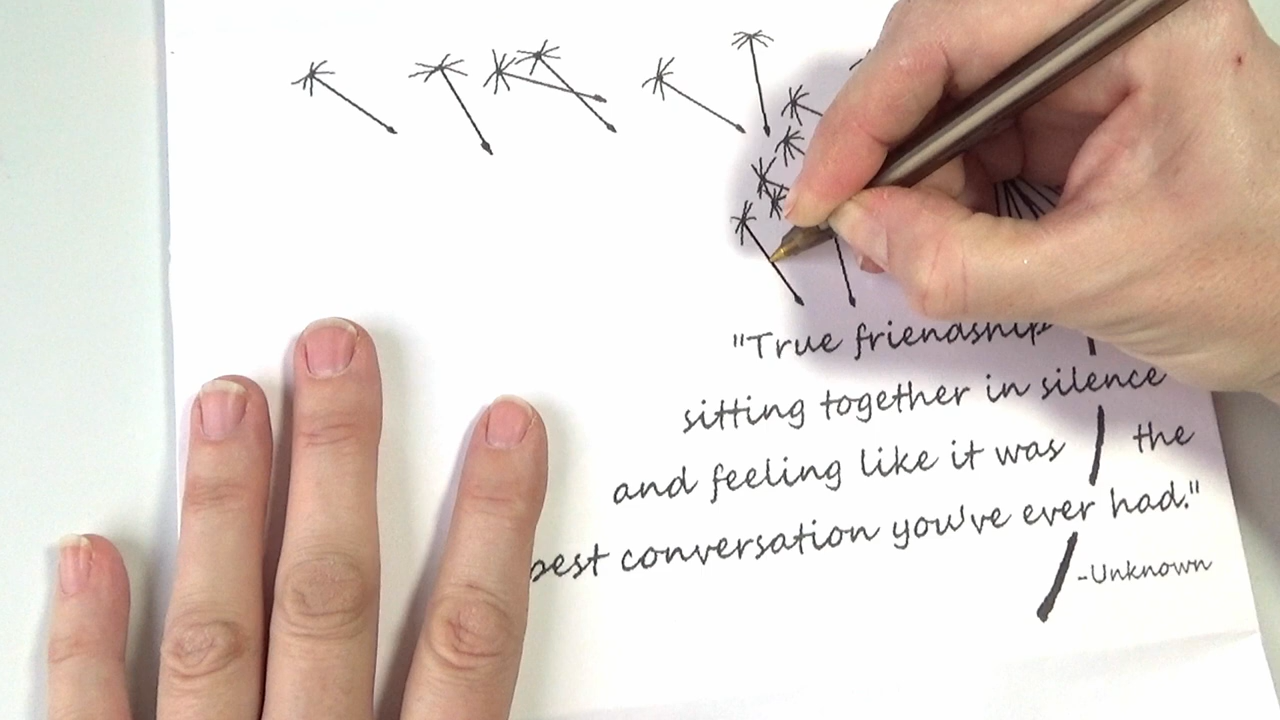 "True friendship
sitting together in silence
and feeling like it was the
best conversation you've ever had."
-Unknown